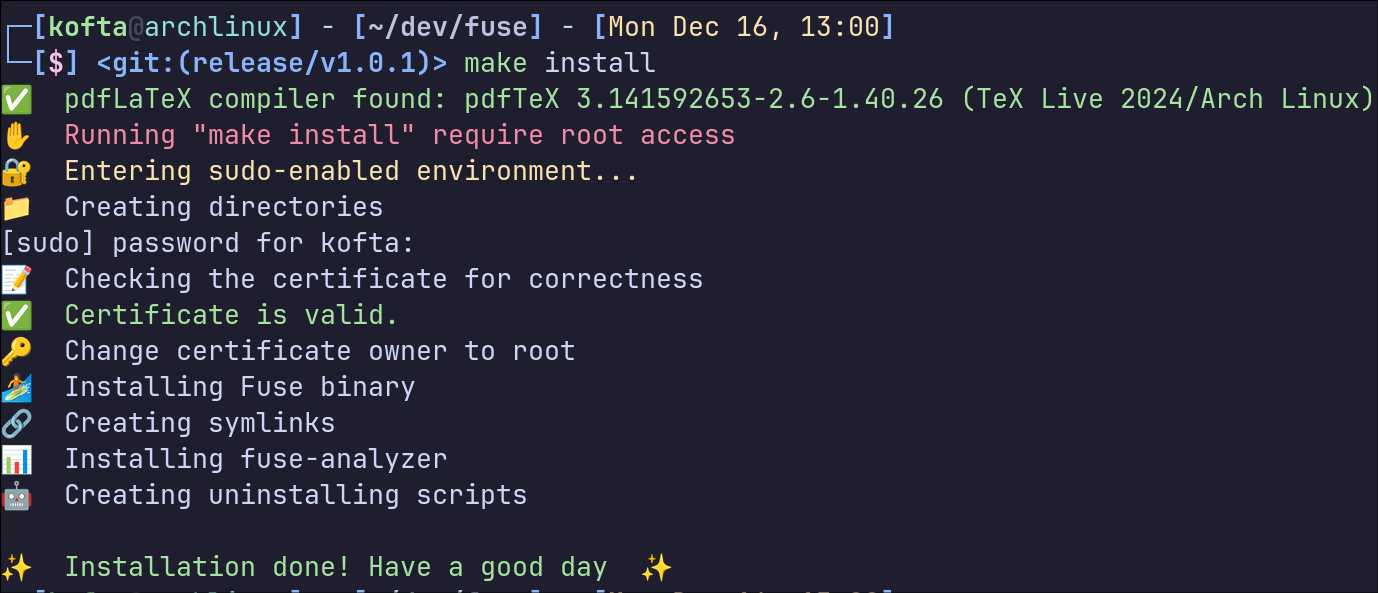 [kofta@archlinux] - [~/dev/fuse] - [Mon Dec 16, 13:00]
[$] <git:(release/v1.0.1)> make install
✅ pdfLaTeX compiler found: pdfTeX 3.141592653-2.6-1.40.26 (TeX Live 2024/Arch Linux)
✋ Running "make install" require root access
🔐 Entering sudo-enabled environment...
📁 Creating directories
[sudo] password for kofta:
📝 Checking the certificate for correctness
✅ Certificate is valid.
🔑 Change certificate owner to root
🏄 Installing Fuse binary
🔗 Creating symlinks
📊 Installing fuse-analyzer
🤖 Creating uninstalling scripts
✨ Installation done! Have a good day ✨